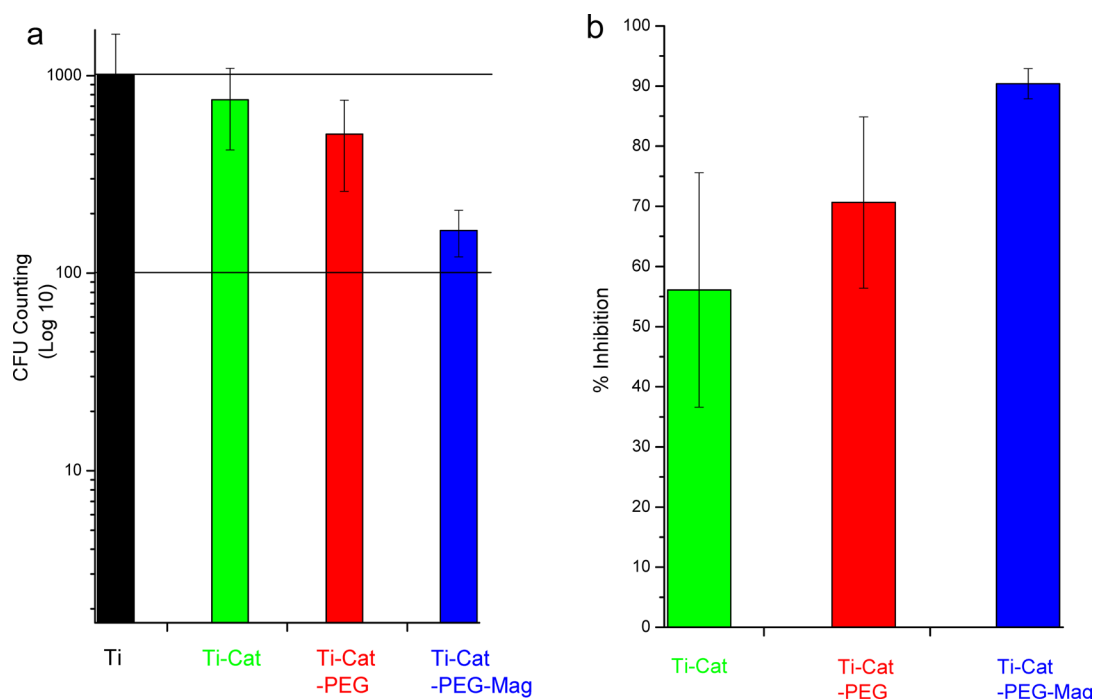 a
CFU Counting
(Log 10)
1000
100
10
Ti
Ti-Cat
Ti-Cat
-PEG
Ti-Cat
-PEG-Mag
b
% Inhibition
100
90
80
70
60
50
40
30
20
10
0
Ti-Cat
Ti-Cat
-PEG
Ti-Cat
-PEG-Mag